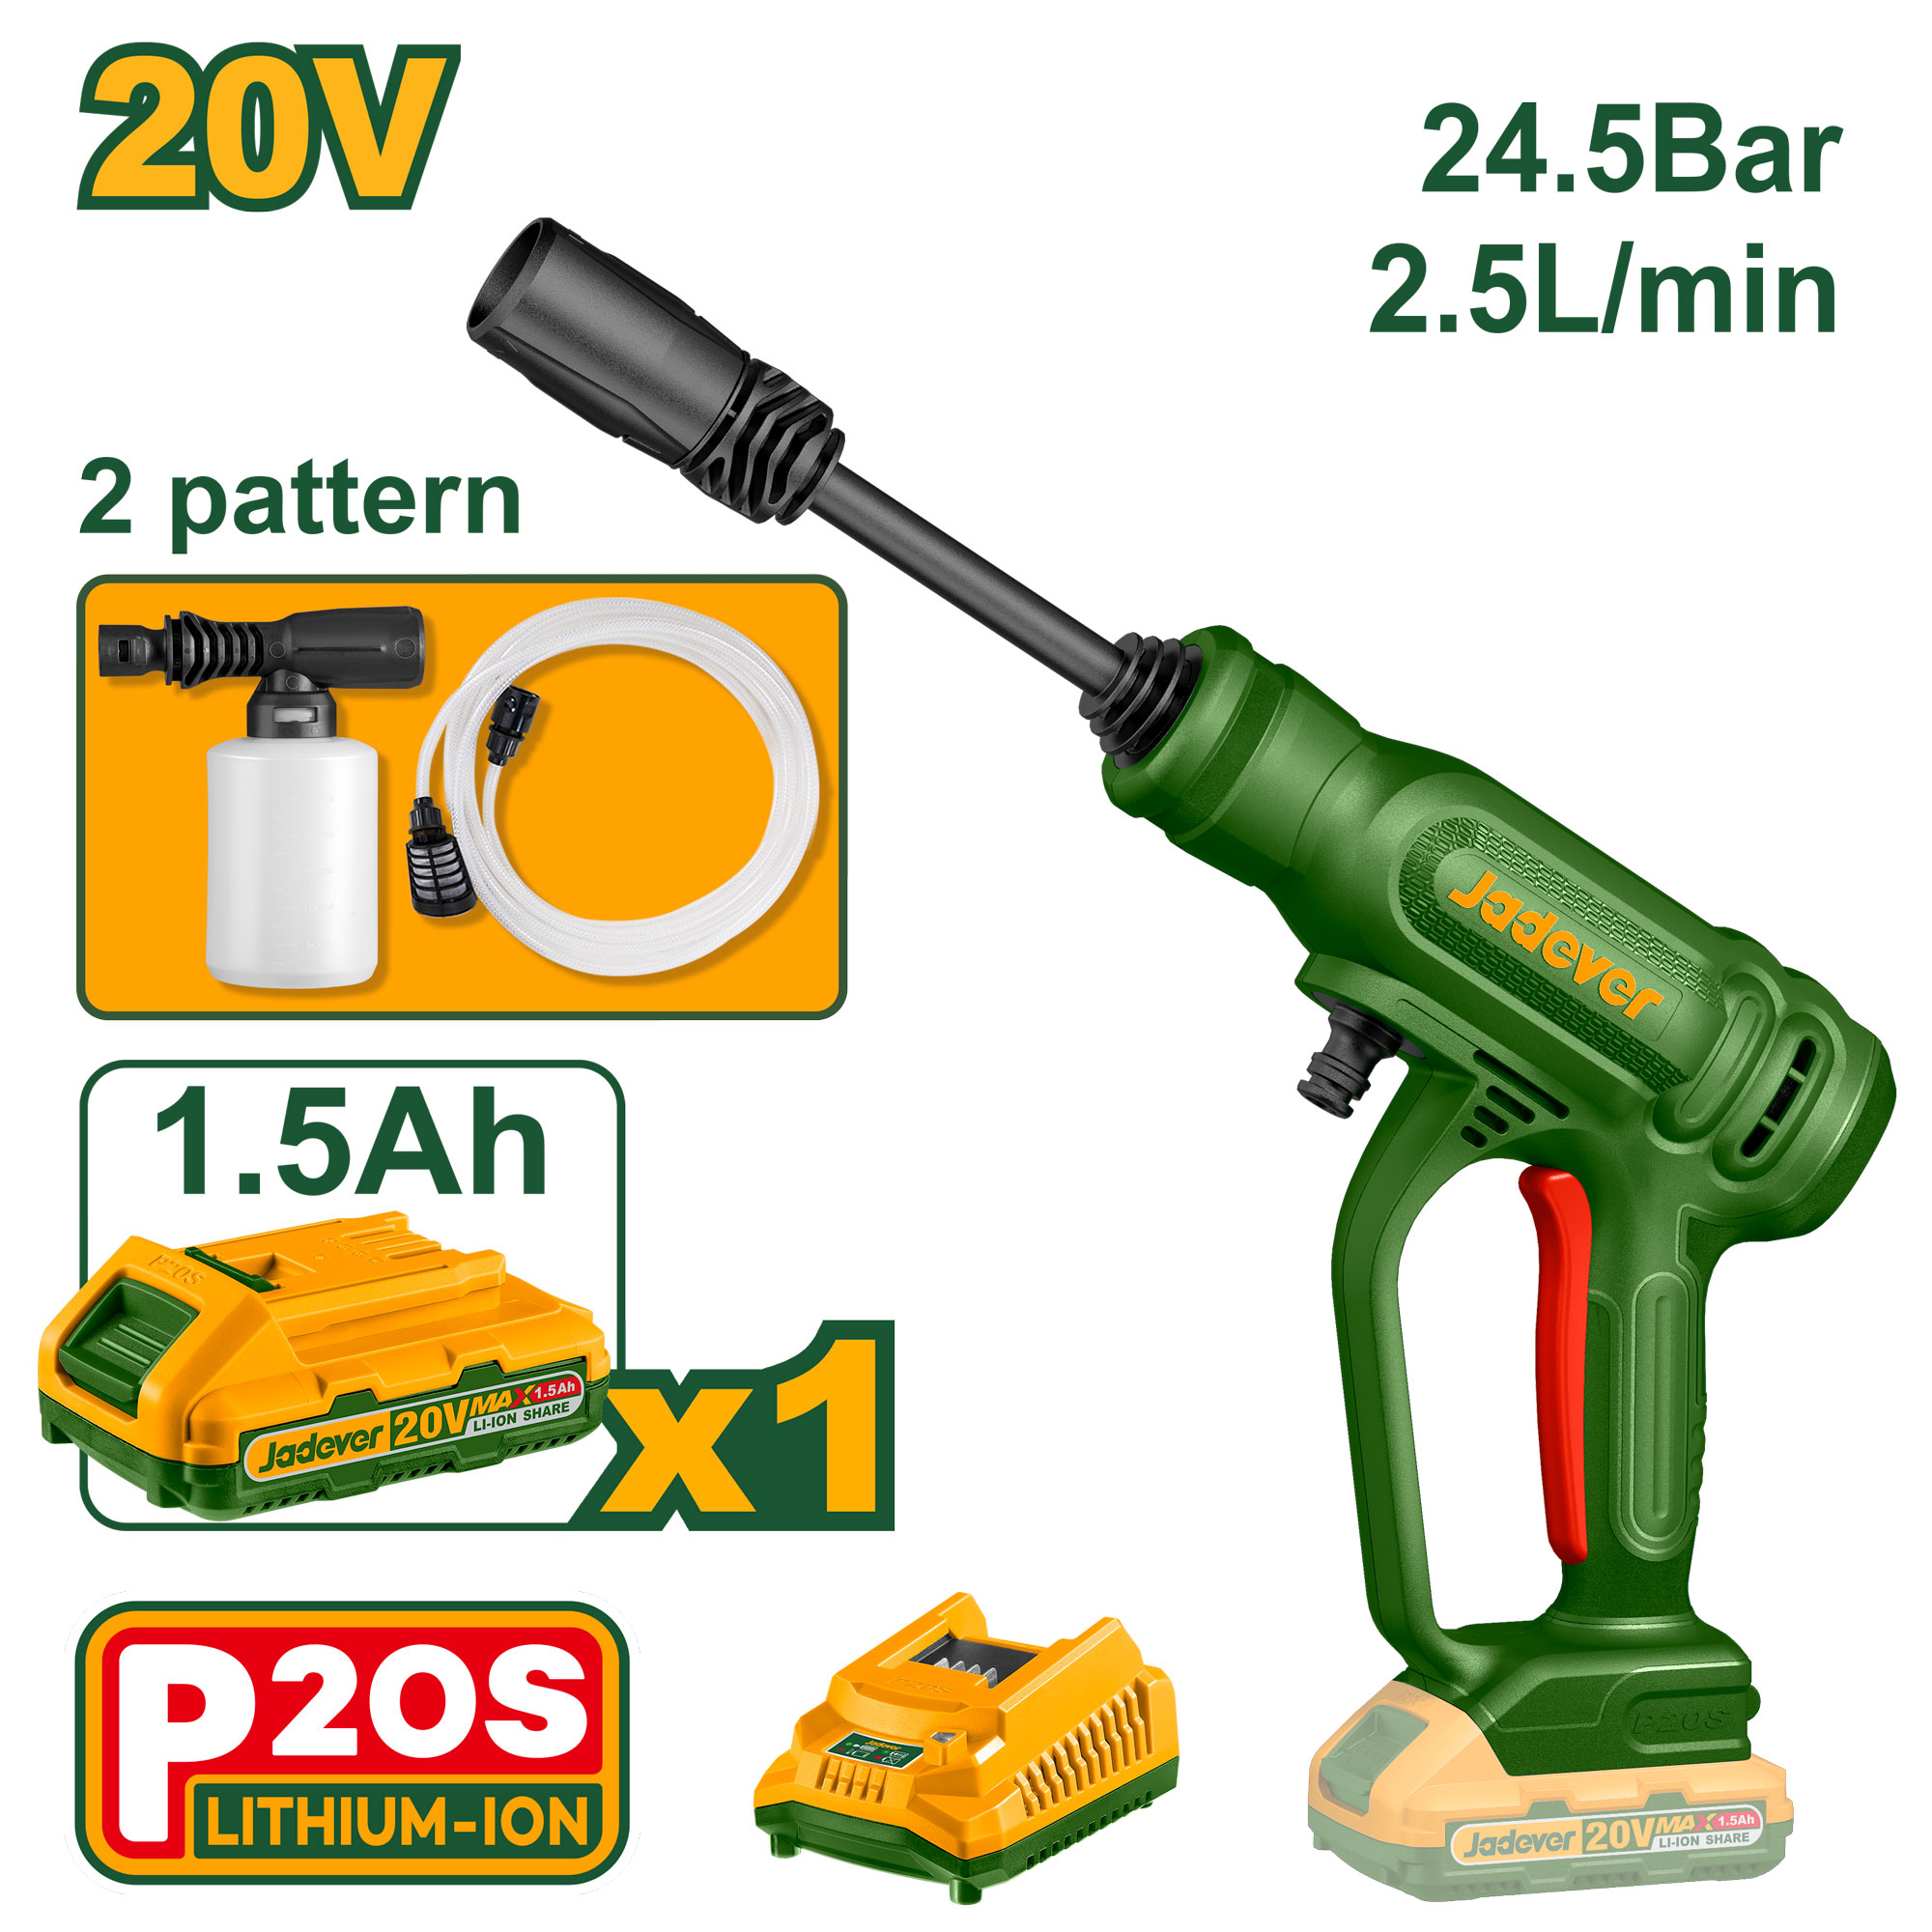 20V
24.5Bar
2.5L/min
2 pattern
Jadever
1.5Ah
P20S
Jadever 20V MAX 1.5Ah
LI-ION SHARE
x1
P20S
LITHIUM-ION
P20S
Jadever
P20S
Jadever 20V MAX 1.5Ah
LI-ION SHARE